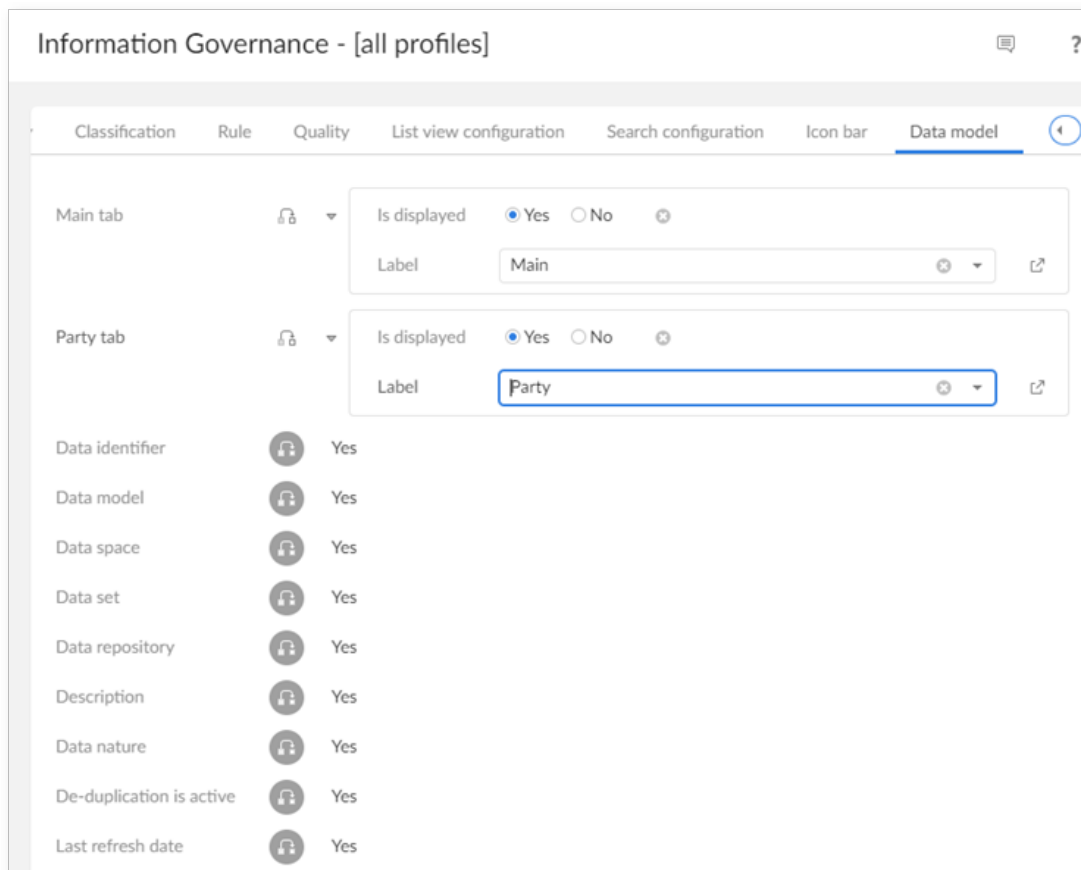 Information Governance - [all profiles] ?
Classification Rule Quality List view configuration Search configuration Icon bar Data model
Main tab Is displayed Yes No
Label Main
Party tab Is displayed Yes No
Label Party
Data identifier Yes
Data model Yes
Data space Yes
Data set Yes
Data repository Yes
Description Yes
Data nature Yes
De-duplication is active Yes
Last refresh date Yes